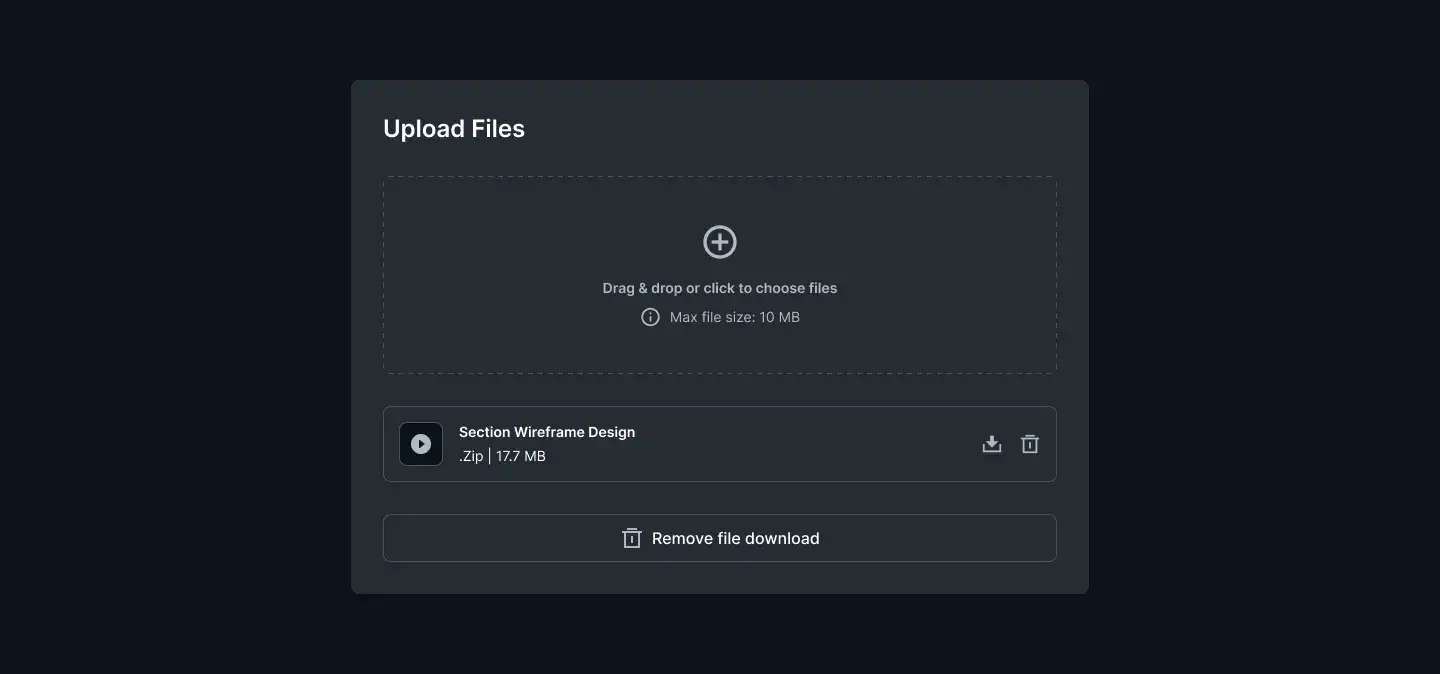 Upload Files
Drag & drop or click to choose files
Max file size: 10 MB
Section Wireframe Design
.Zip | 17.7 MB
Remove file download